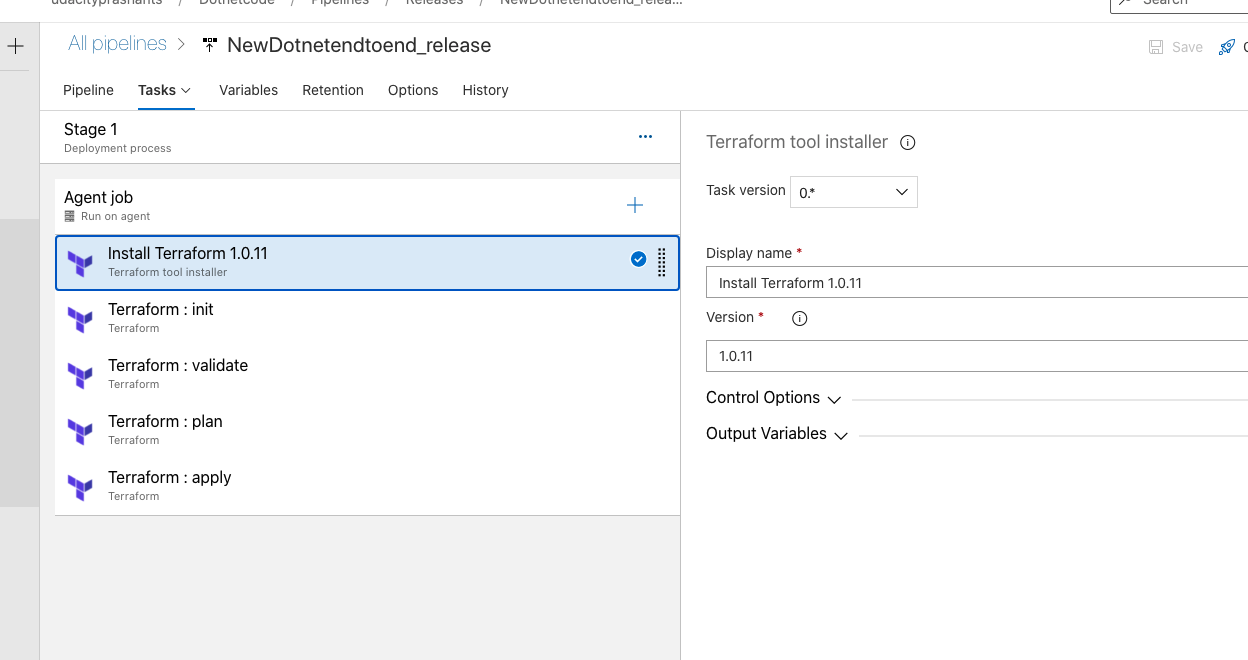 udacityprashants / Dotnetcode / Pipelines / Releases / NewDotnetendtoend_relea...
Search
All pipelines > NewDotnetendtoend_release
Save
Pipeline Tasks Variables Retention Options History
Stage 1
Deployment process
...
Agent job
Run on agent
Install Terraform 1.0.11
Terraform tool installer
Terraform : init
Terraform
Terraform : validate
Terraform
Terraform : plan
Terraform
Terraform : apply
Terraform
Terraform tool installer
Task version 0.*
Display name *
Install Terraform 1.0.11
Version *
1.0.11
Control Options
Output Variables